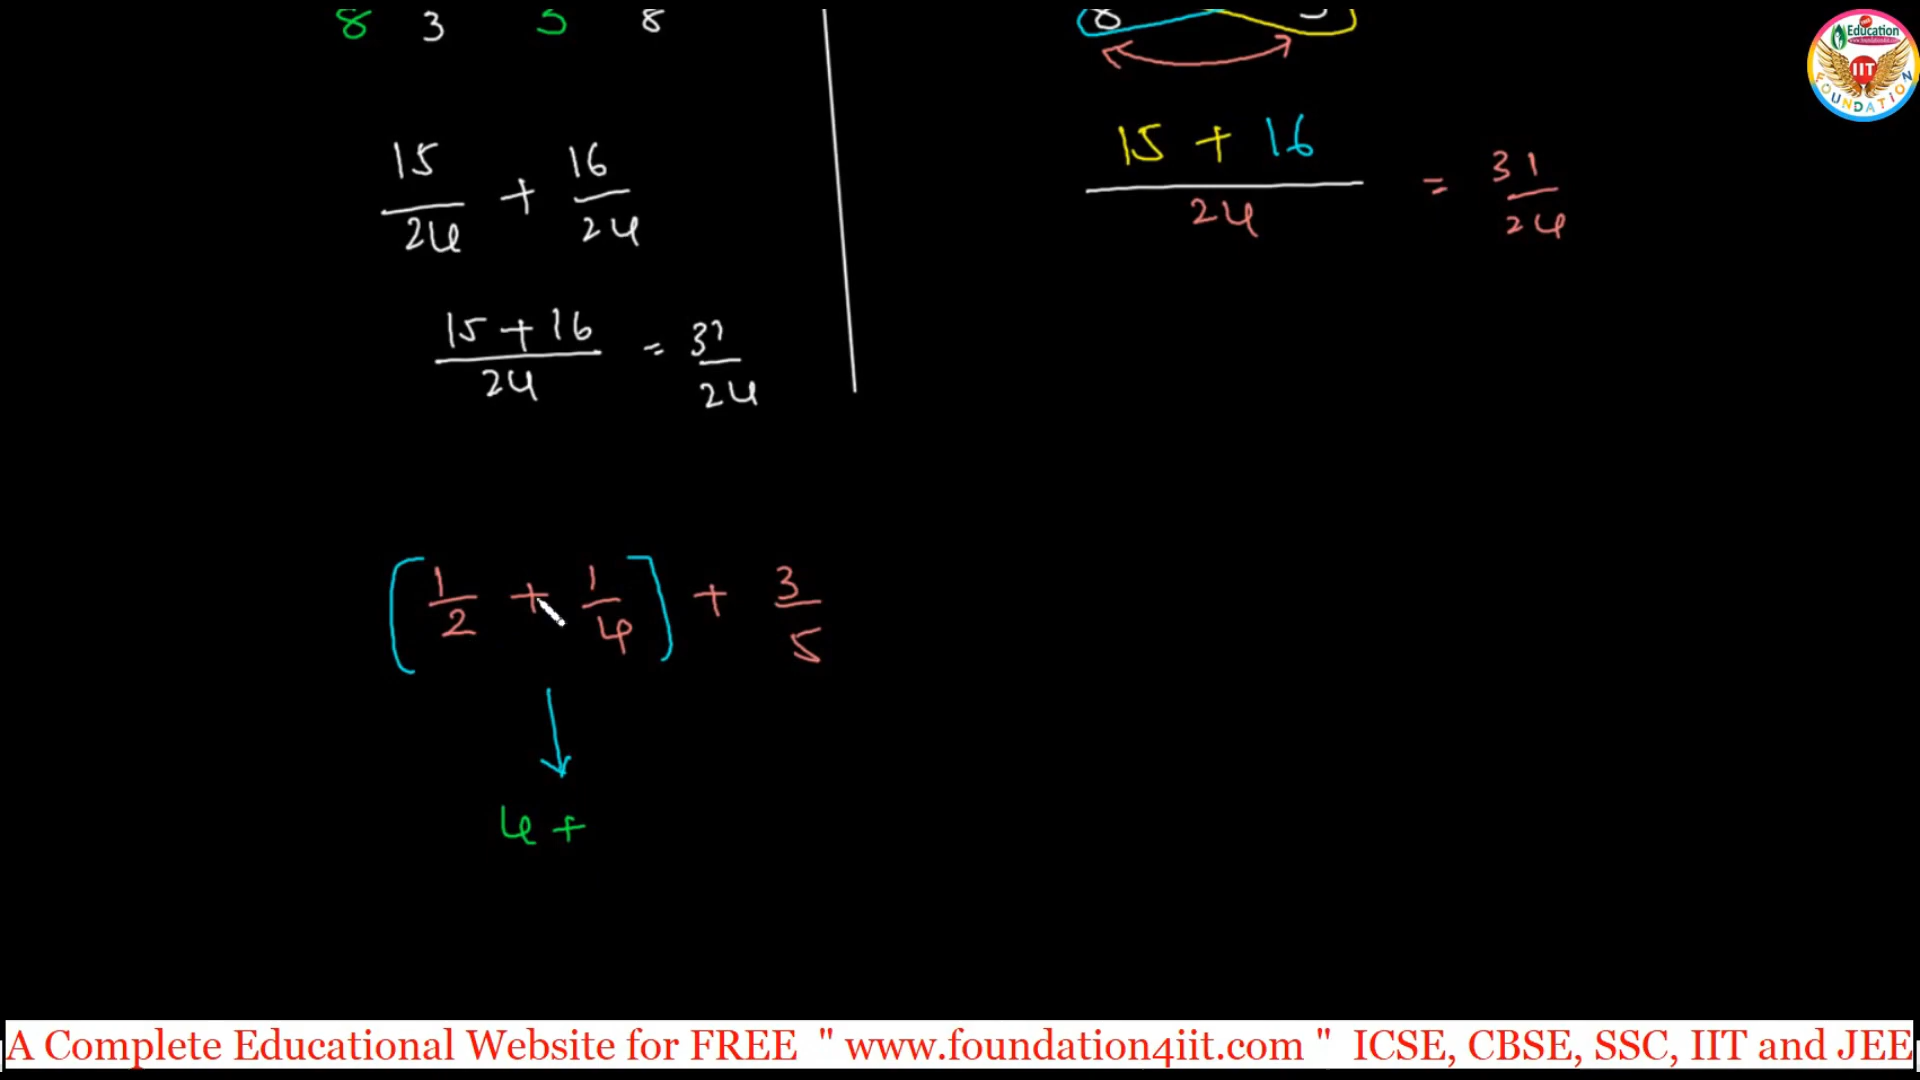 8 3 5 8
8 3
15/24 + 16/24
(15 + 16)/24 = 31/24
15 + 16
24
= 31/24
[1/2 + 1/4] + 3/5
4 +
Education
IIT
FOUNDATION
A Complete Educational Website for FREE " www.foundation4iit.com " ICSE, CBSE, SSC, IIT and JEE